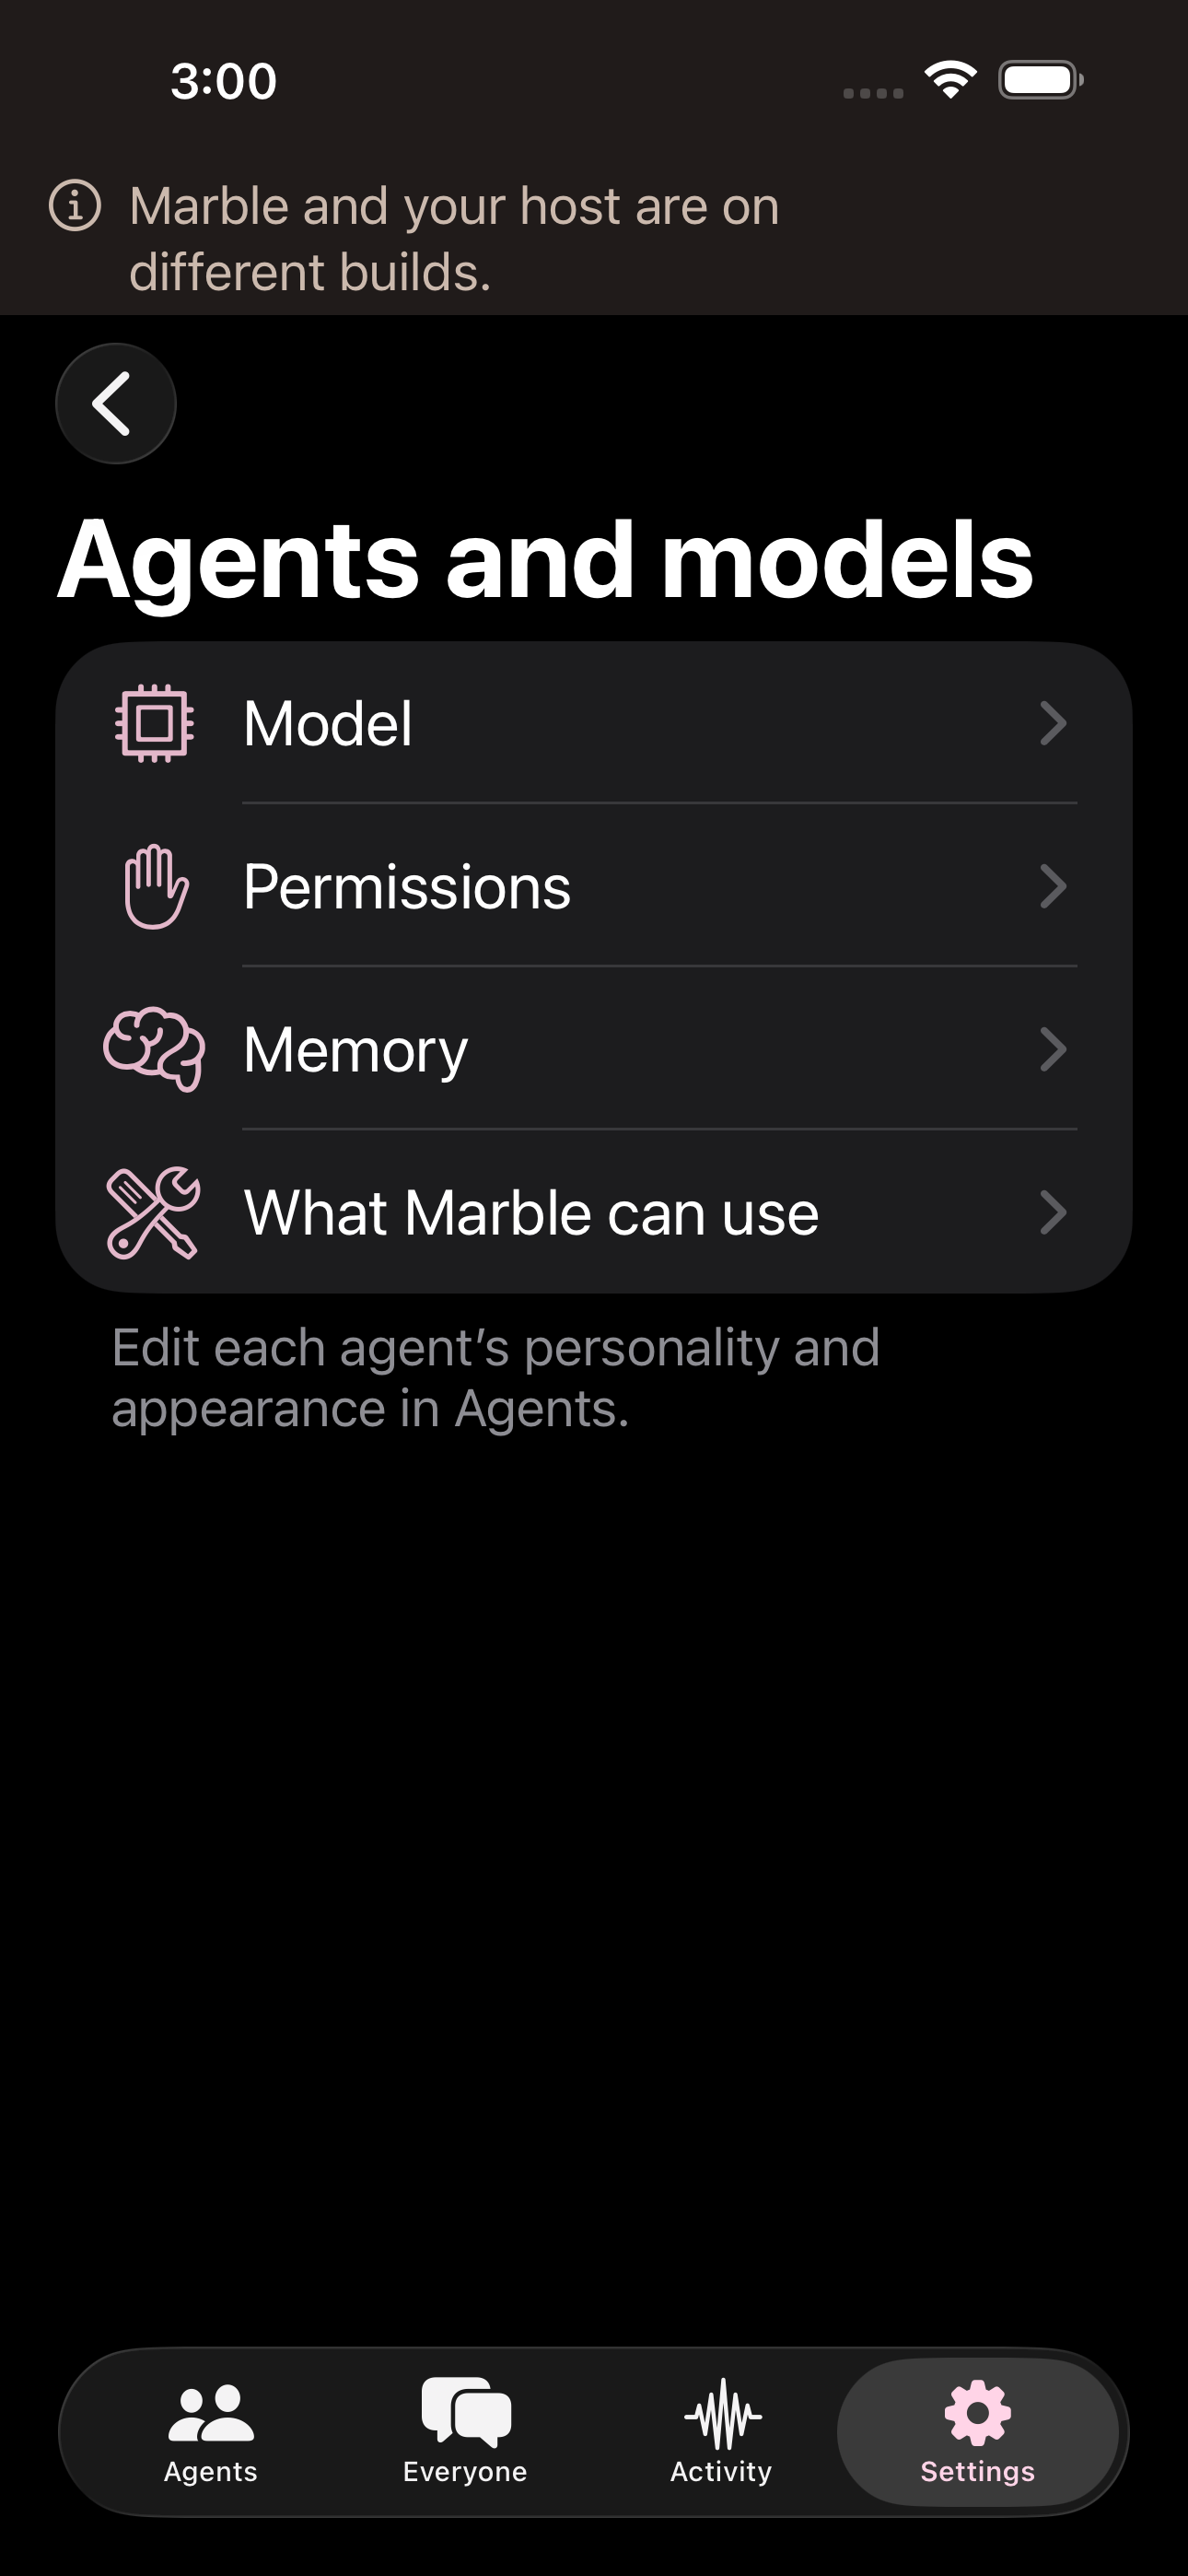 3:00
Marble and your host are on
different builds.
Agents and models
Model
Permissions
Memory
What Marble can use
Edit each agent’s personality and
appearance in Agents.
Agents
Everyone
Activity
Settings